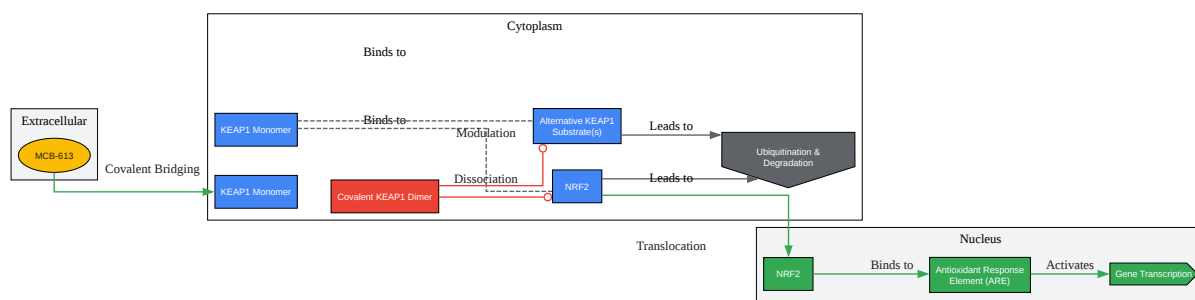 Cytoplasm
Binds to
Extracellular
MCB-613
Covalent Bridging
KEAP1 Monomer
Binds to
Modulation
Alternative KEAP1
Substrate(s)
Leads to
Ubiquitination &
Degradation
KEAP1 Monomer
Covalent KEAP1 Dimer
Dissociation
NRF2
Leads to
Translocation
Nucleus
NRF2
Binds to
Antioxidant Response
Element (ARE)
Activates
Gene Transcription